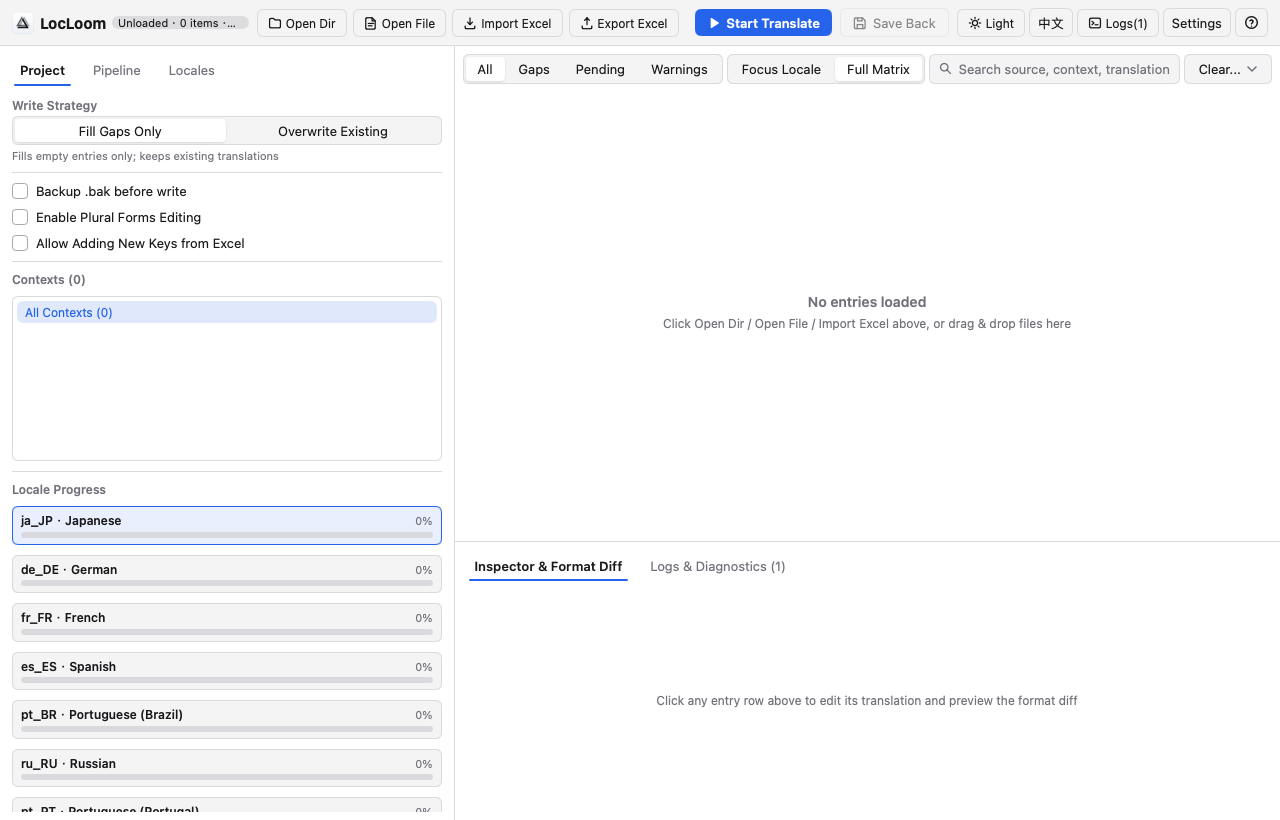 LocLoom
Unloaded · 0 items ·...
Open Dir
Open File
Import Excel
Export Excel
Start Translate
Save Back
Light
中文
Logs(1)
Settings
Project
Pipeline
Locales
Write Strategy
Fill Gaps Only
Overwrite Existing
Fills empty entries only; keeps existing translations
Backup .bak before write
Enable Plural Forms Editing
Allow Adding New Keys from Excel
Contexts (0)
All Contexts (0)
Locale Progress
ja_JP · Japanese 0%
de_DE · German 0%
fr_FR · French 0%
es_ES · Spanish 0%
pt_BR · Portuguese (Brazil) 0%
ru_RU · Russian 0%
pt_PT · Portuguese (Portugal) 0%
All
Gaps
Pending
Warnings
Focus Locale
Full Matrix
Search source, context, translation
Clear...
No entries loaded
Click Open Dir / Open File / Import Excel above, or drag & drop files here
Inspector & Format Diff
Logs & Diagnostics (1)
Click any entry row above to edit its translation and preview the format diff